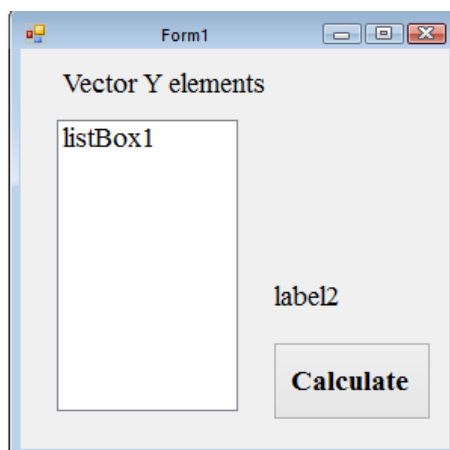 Form1
Vector Y elements
listBox1
label2
Calculate